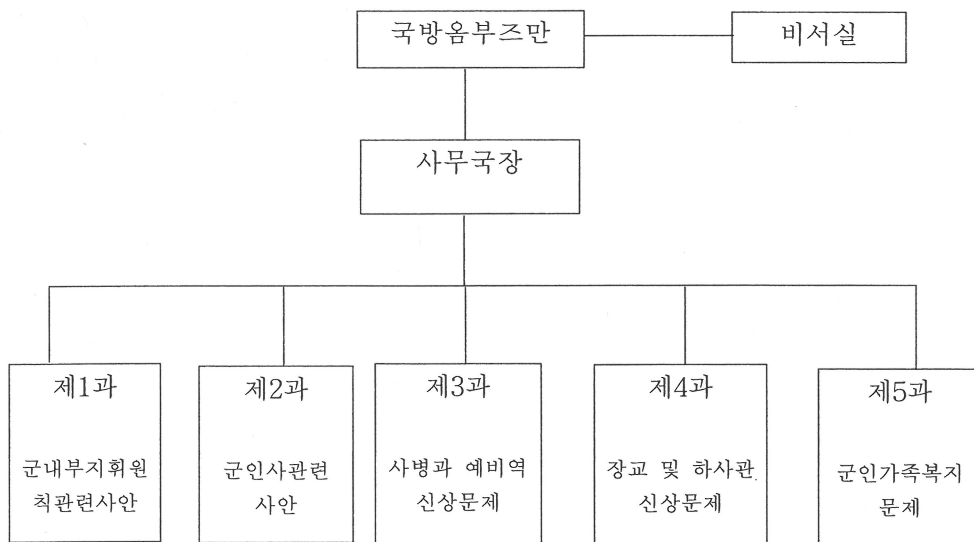 국방옴부즈만
비서실
사무국장
제1과
군내부지휘원
칙관련사안
제2과
군인사관련
사안
제3과
사병과 예비역
신상문제
제4과
장교 및 하사관
신상문제
제5과
군인가족복지
문제